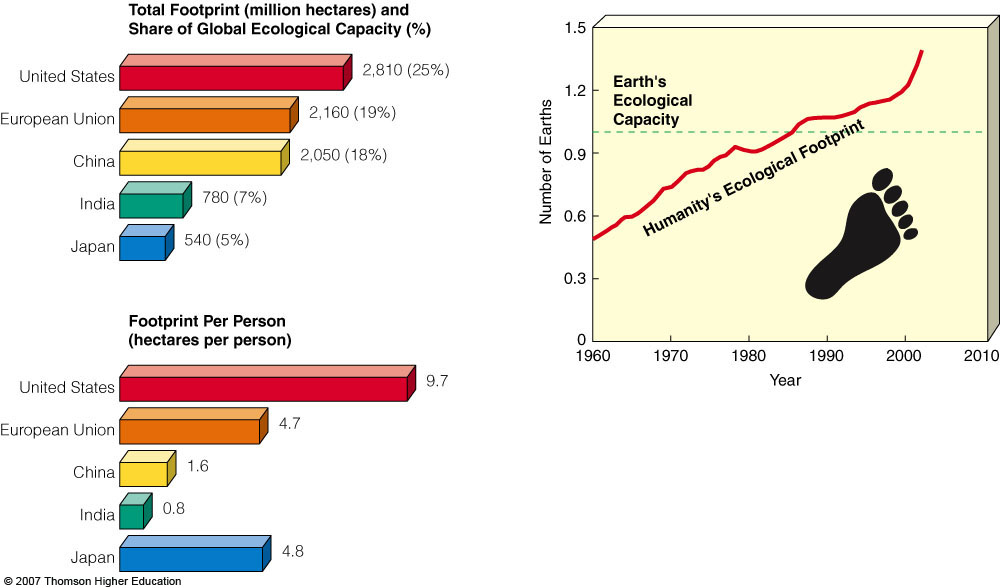 Total Footprint (million hectares) and
Share of Global Ecological Capacity (%)
United States 2,810 (25%)
European Union 2,160 (19%)
China 2,050 (18%)
India 780 (7%)
Japan 540 (5%)
Footprint Per Person
(hectares per person)
United States 9.7
European Union 4.7
China 1.6
India 0.8
Japan 4.8
© 2007 Thomson Higher Education
1.5
1.2
0.9
0.6
0.3
0
Number of Earths
Earth's
Ecological
Capacity
Humanity's Ecological Footprint
1960 1970 1980 1990 2000 2010
Year